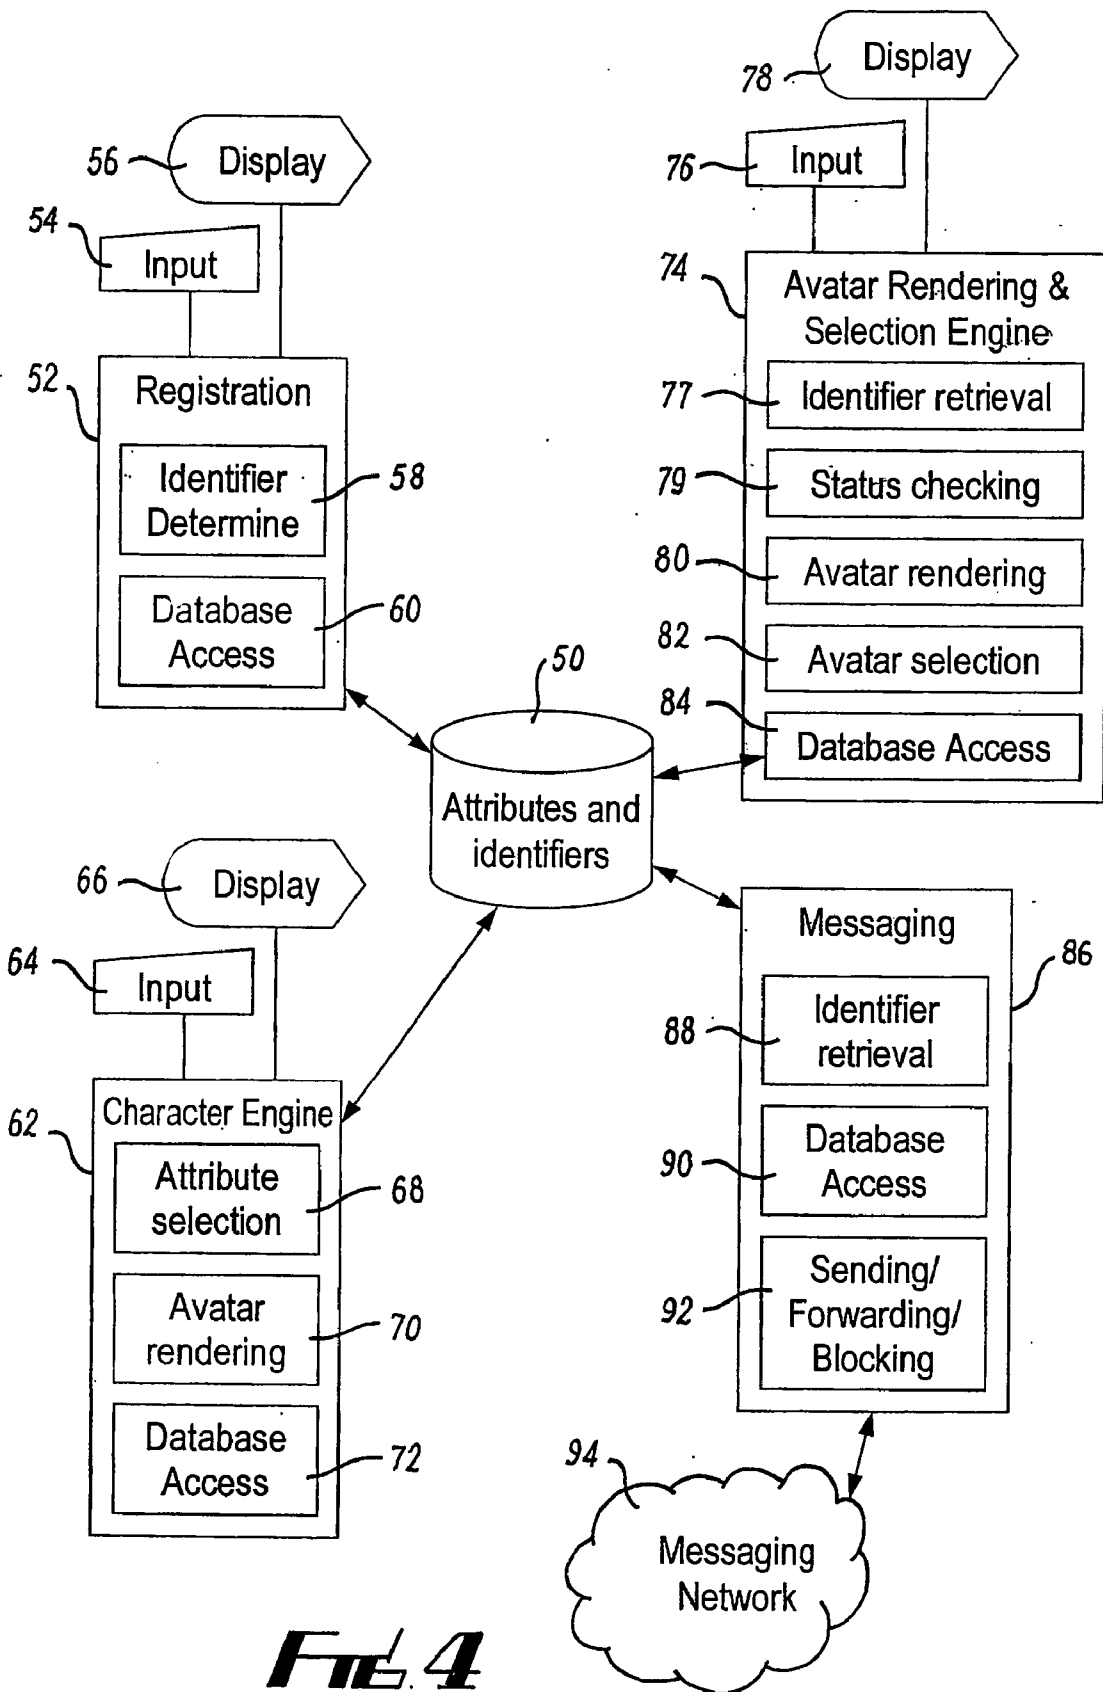 78
Display
76
Input
56
Display
54
Input
74
Avatar Rendering &
Selection Engine
77
Identifier retrieval
79
Status checking
80
Avatar rendering
82
Avatar selection
84
Database Access
52
Registration
Identifier
Determine
58
Database
Access
60
50
Attributes and
identifiers
66
Display
64
Input
62
Character Engine
Attribute
selection
68
Avatar
rendering
70
Database
Access
72
Messaging
86
88
Identifier
retrieval
90
Database
Access
92
Sending/
Forwarding/
Blocking
94
Messaging
Network
FIG. 4